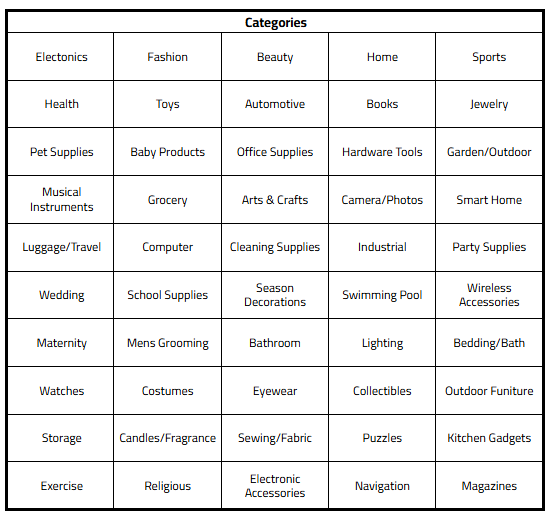 Categories
Electonics Fashion Beauty Home Sports
Health Toys Automotive Books Jewelry
Pet Supplies Baby Products Office Supplies Hardware Tools Garden/Outdoor
Musical
Instruments Grocery Arts & Crafts Camera/Photos Smart Home
Luggage/Travel Computer Cleaning Supplies Industrial Party Supplies
Wedding School Supplies Season
Decorations Swimming Pool Wireless
Accessories
Maternity Mens Grooming Bathroom Lighting Bedding/Bath
Watches Costumes Eyewear Collectibles Outdoor Funiture
Storage Candles/Fragrance Sewing/Fabric Puzzles Kitchen Gadgets
Exercise Religious Electronic
Accessories Navigation Magazines